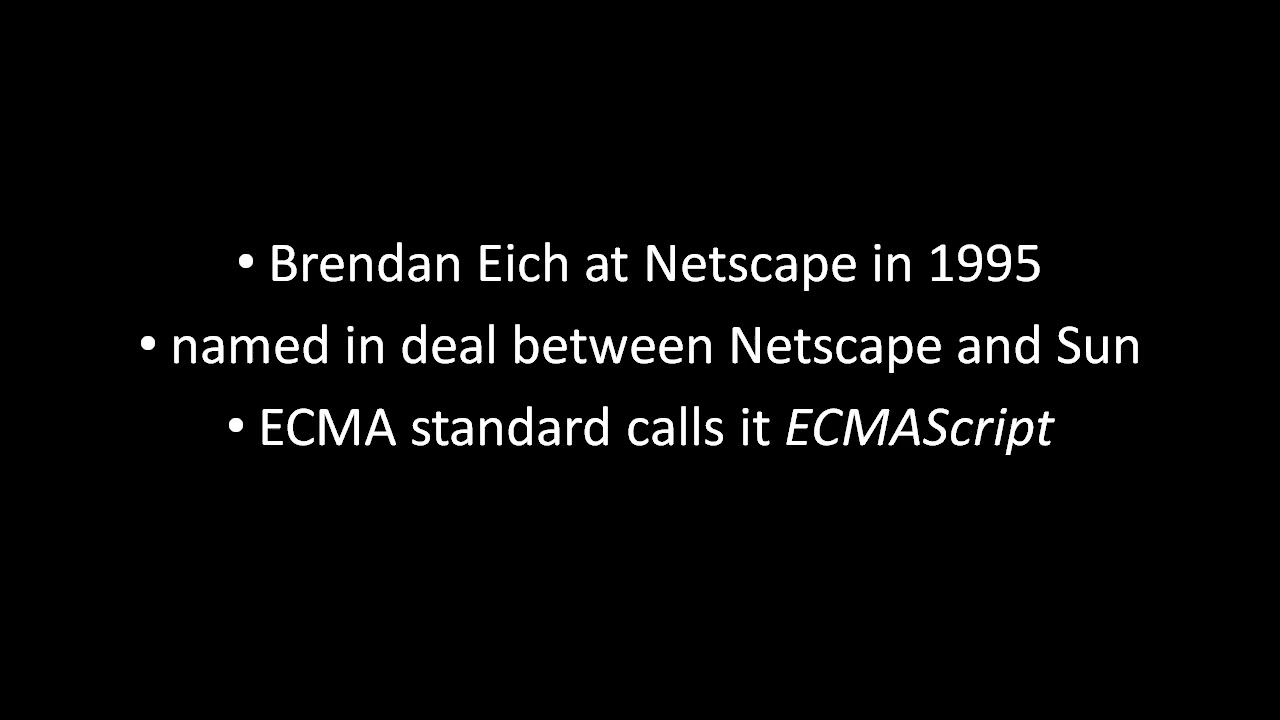 • Brendan Eich at Netscape in 1995
• named in deal between Netscape and Sun
• ECMA standard calls it ECMAScript